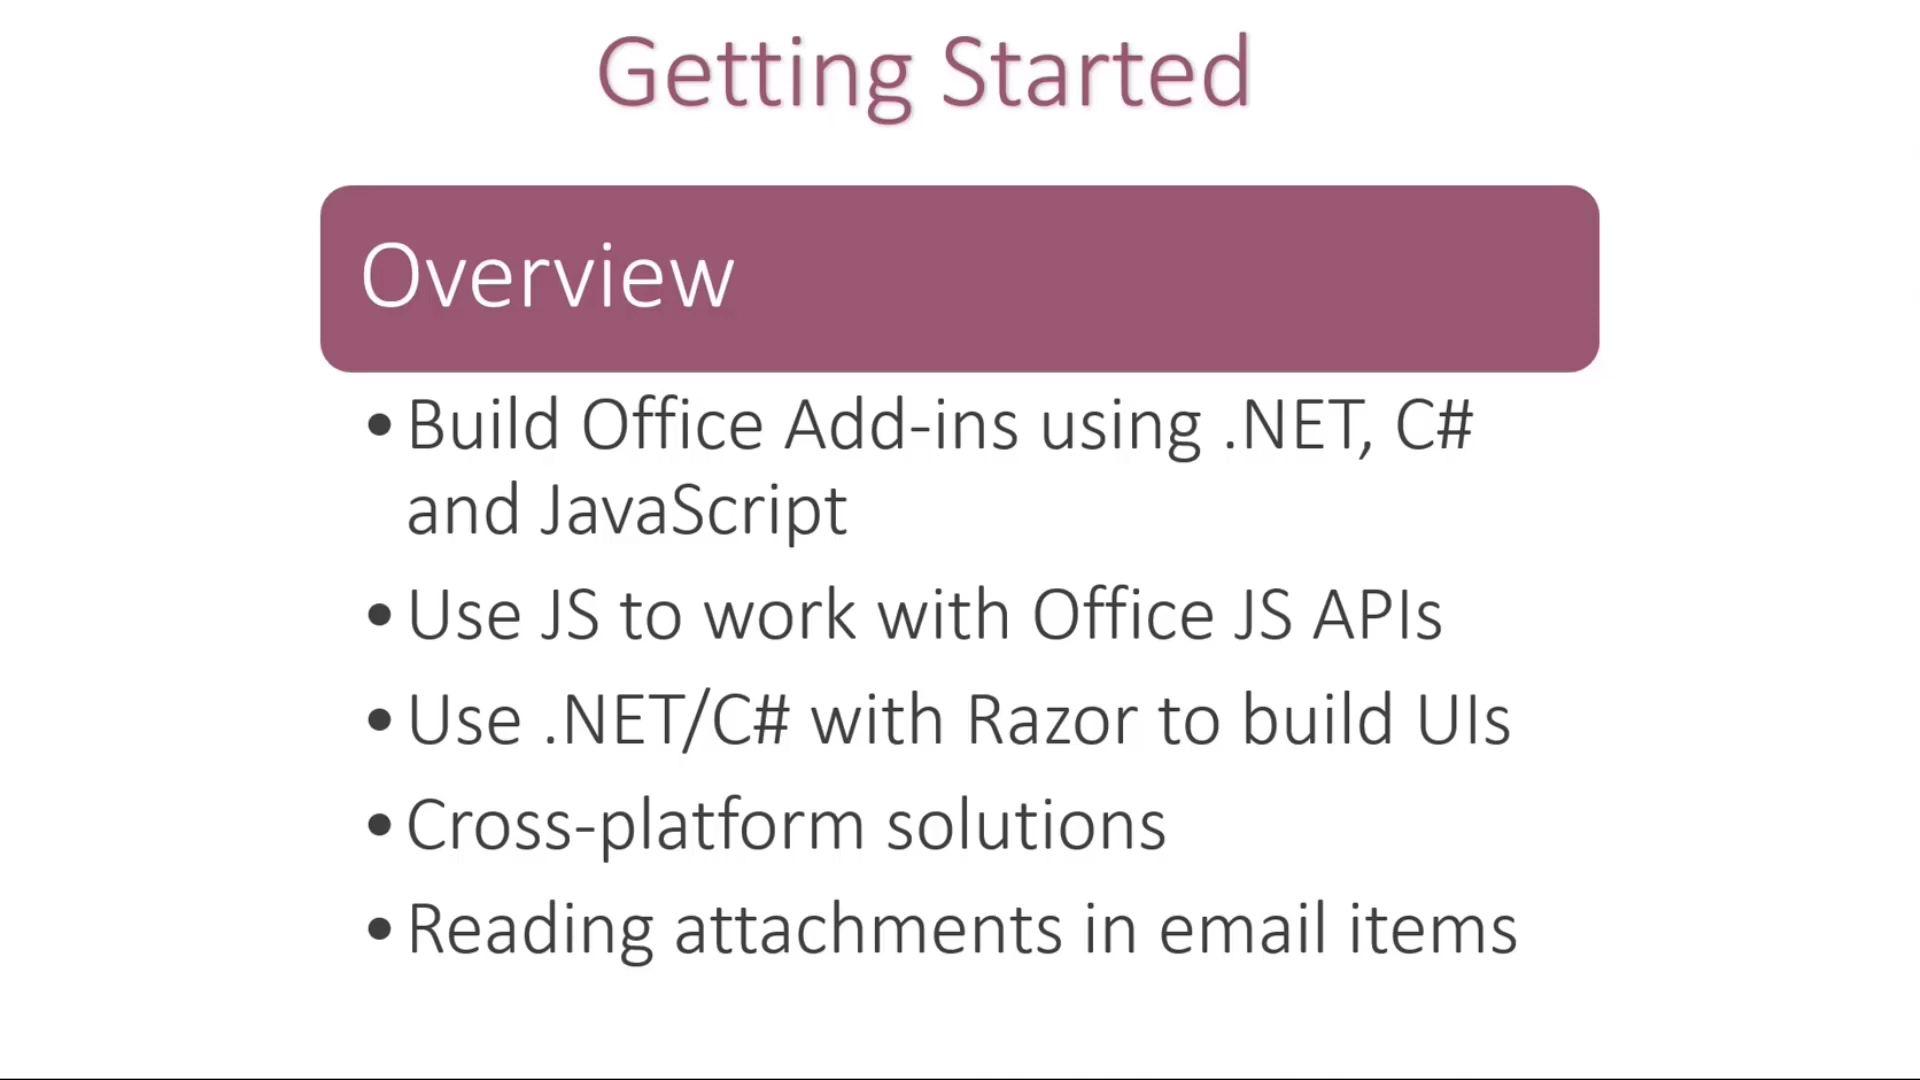 Getting Started
Overview
• Build Office Add-ins using .NET, C#
and JavaScript
• Use JS to work with Office JS APIs
• Use .NET/C# with Razor to build UIs
• Cross-platform solutions
• Reading attachments in email items